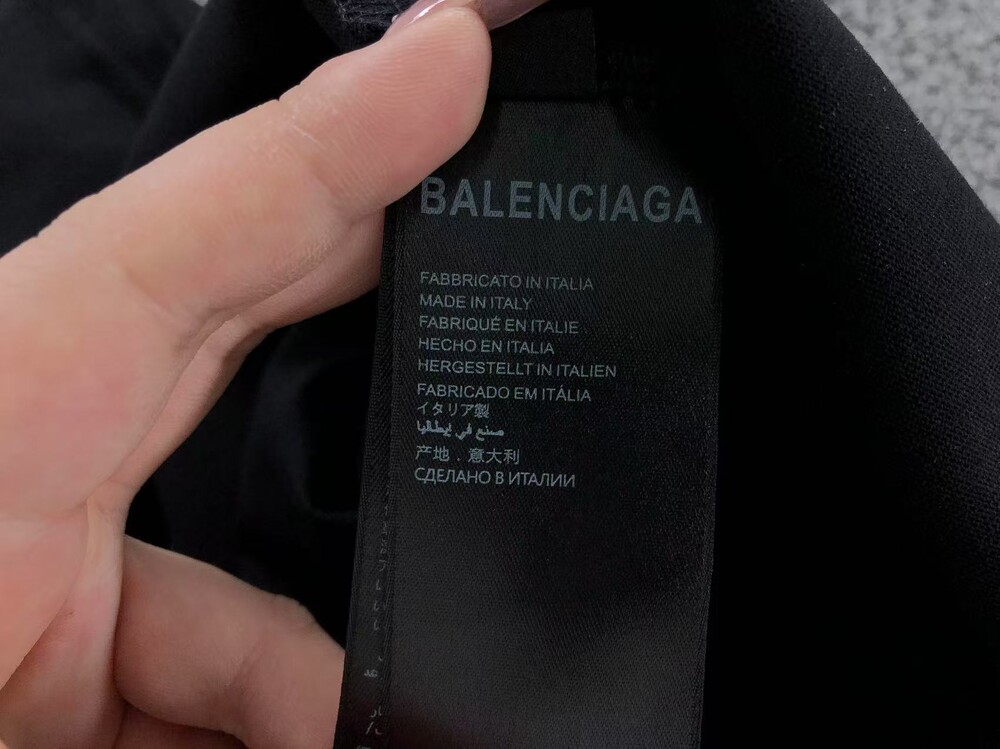 BALENCIAGA
FABBRICATO IN ITALIA
MADE IN ITALY
FABRIQUÉ EN ITALIE
HECHO EN ITALIA
HERGESTELLT IN ITALIEN
FABRICADO EM ITÁLIA
イタリア製
صنع في إيطاليا
产地．意大利
СДЕЛАНО В ИТАЛИИ